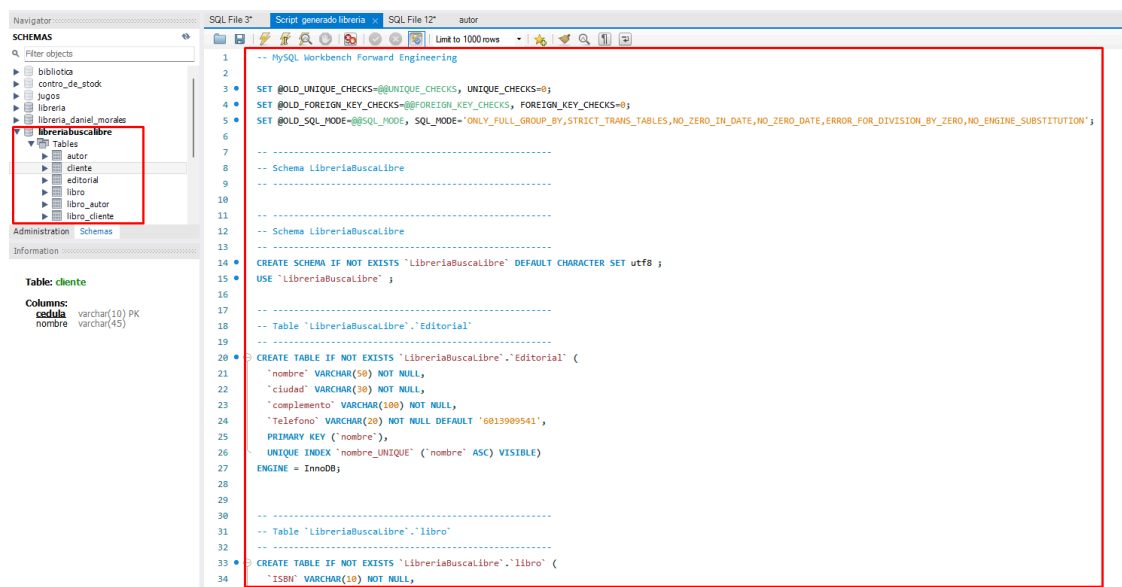 Navigator
SCHEMAS
Filter objects
bibliotica
contro_de_stock
jugos
libreria
libreria_daniel_morales
libreriabuscalibre
Tables
autor
cliente
editorial
libro
libro_autor
libro_cliente
Administration Schemas
Information
Table: cliente
Columns:
cedula varchar(10) PK
nombre varchar(45)
SQL File 3* Script generado libreria × SQL File 12* autor
Limit to 1000 rows
1 -- MySQL Workbench Forward Engineering
2
3 SET @OLD_UNIQUE_CHECKS=@@UNIQUE_CHECKS, UNIQUE_CHECKS=0;
4 SET @OLD_FOREIGN_KEY_CHECKS=@@FOREIGN_KEY_CHECKS, FOREIGN_KEY_CHECKS=0;
5 SET @OLD_SQL_MODE=@@SQL_MODE, SQL_MODE='ONLY_FULL_GROUP_BY,STRICT_TRANS_TABLES,NO_ZERO_IN_DATE,NO_ZERO_DATE,ERROR_FOR_DIVISION_BY_ZERO,NO_ENGINE_SUBSTITUTION';
6
7 -- -----------------------------------------------------
8 -- Schema LibreriaBuscaLibre
9 -- -----------------------------------------------------
10
11 -- -----------------------------------------------------
12 -- Schema LibreriaBuscaLibre
13 -- -----------------------------------------------------
14 CREATE SCHEMA IF NOT EXISTS `LibreriaBuscaLibre` DEFAULT CHARACTER SET utf8 ;
15 USE `LibreriaBuscaLibre` ;
16
17 -- -----------------------------------------------------
18 -- Table `LibreriaBuscaLibre`.`Editorial`
19 -- -----------------------------------------------------
20 CREATE TABLE IF NOT EXISTS `LibreriaBuscaLibre`.`Editorial` (
21 `nombre` VARCHAR(50) NOT NULL,
22 `ciudad` VARCHAR(30) NOT NULL,
23 `complemento` VARCHAR(100) NOT NULL,
24 `Telefono` VARCHAR(20) NOT NULL DEFAULT '6013909541',
25 PRIMARY KEY (`nombre`),
26 UNIQUE INDEX `nombre_UNIQUE` (`nombre` ASC) VISIBLE)
27 ENGINE = InnoDB;
28
29
30 -- -----------------------------------------------------
31 -- Table `LibreriaBuscaLibre`.`libro`
32 -- -----------------------------------------------------
33 CREATE TABLE IF NOT EXISTS `LibreriaBuscaLibre`.`libro` (
34 `ISBN` VARCHAR(10) NOT NULL,